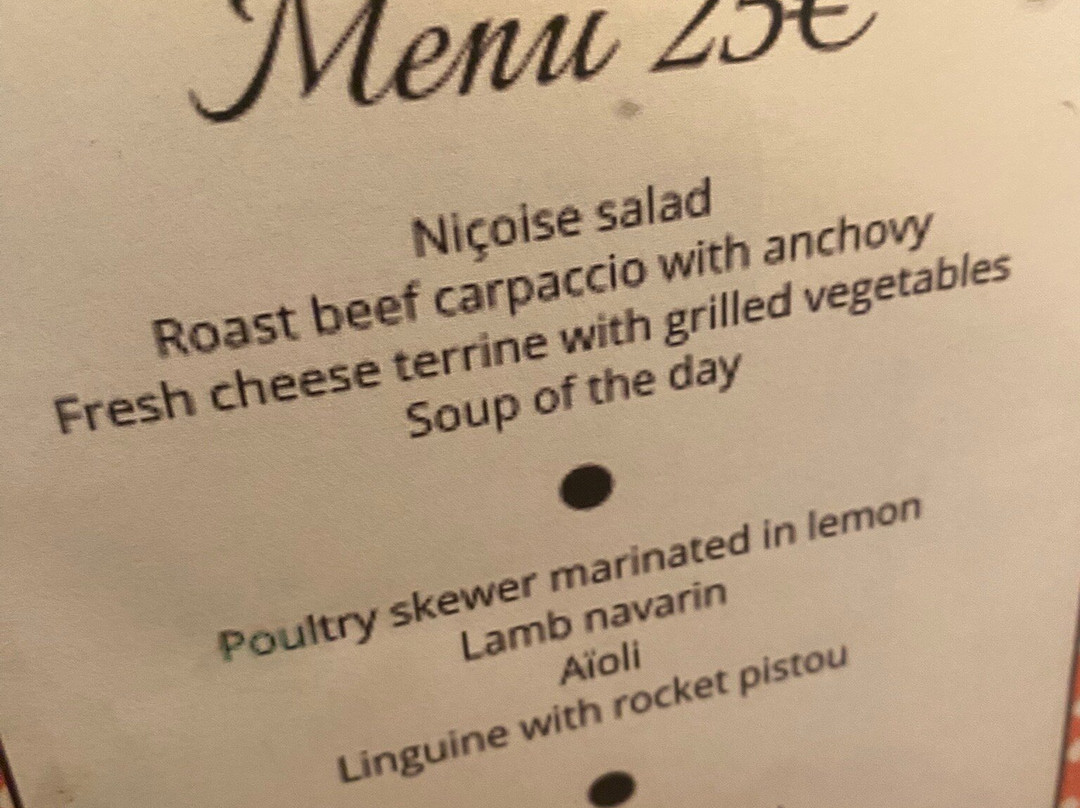 Menu 25€
Niçoise salad
Roast beef carpaccio with anchovy
Fresh cheese terrine with grilled vegetables
Soup of the day
Poultry skewer marinated in lemon
Lamb navarin
Aïoli
Linguine with rocket pistou